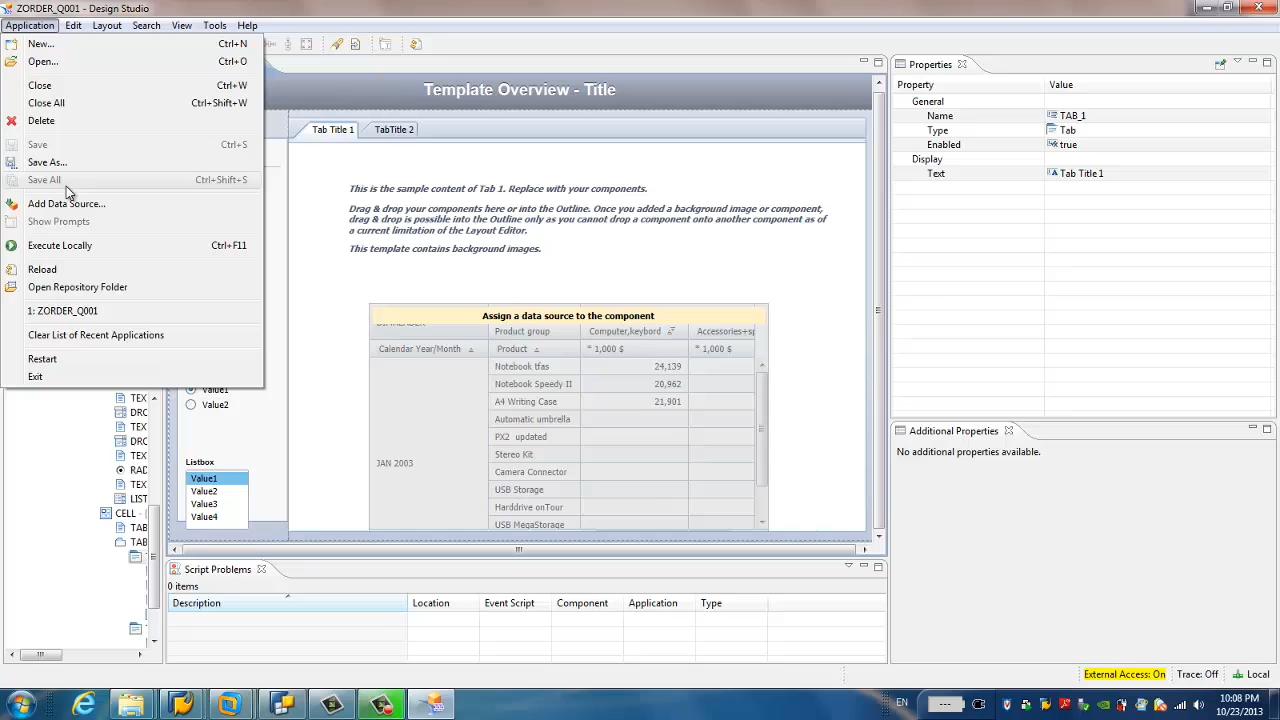 ZORDER_Q001 - Design Studio
Application Edit Layout Search View Tools Help
New... Ctrl+N
Open... Ctrl+O
Close Ctrl+W
Close All Ctrl+Shift+W
Delete
Save Ctrl+S
Save As...
Save All Ctrl+Shift+S
Add Data Source...
Show Prompts
Execute Locally Ctrl+F11
Reload
Open Repository Folder
1: ZORDER_Q001
Clear List of Recent Applications
Restart
Exit
TEX
DRC
TEX
DRC
TEX
RAD
TEX
LIST
CELL -
TAB
TAB
Template Overview - Title
Tab Title 1 TabTitle 2
This is the sample content of Tab 1. Replace with your components.
Drag & drop your components here or into the Outline. Once you added a background image or component,
drag & drop is possible into the Outline only as you cannot drop a component onto another component as of
a current limitation of the Layout Editor.
This template contains background images.
Assign a data source to the component
Product group Computer,keybord Accessories+sp
Calendar Year/Month Product * 1,000 $ * 1,000 $
Notebook tfas 24,139
Notebook Speedy II 20,962
A4 Writing Case 21,901
Automatic umbrella
PX2 updated
Stereo Kit
JAN 2003
Camera Connector
USB Storage
Harddrive onTour
USB MegaStorage
Value1
Value2
Listbox
Value1
Value2
Value3
Value4
Script Problems
0 items
Description Location Event Script Component Application Type
Properties
Property Value
General
Name TAB_1
Type Tab
Enabled true
Display
Text Tab Title 1
Additional Properties
No additional properties available.
External Access: On Trace: Off Local
EN
10:08 PM
10/23/2013